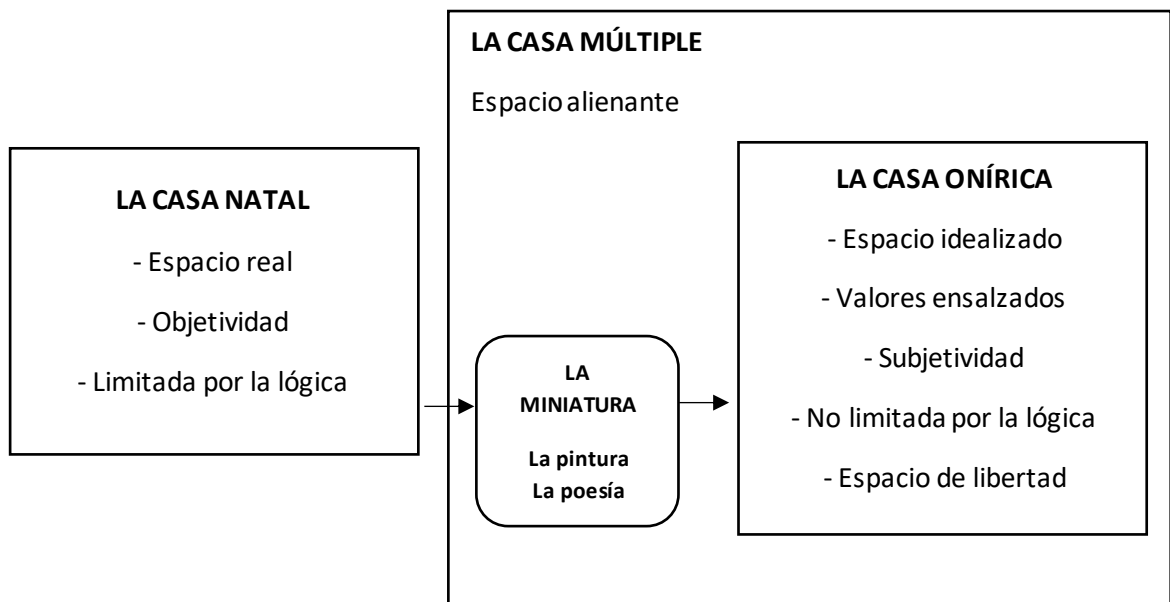 LA CASA MÚLTIPLE
Espacio alienante
LA CASA NATAL
- Espacio real
- Objetividad
- Limitada por la lógica
LA
MINIATURA
La pintura
La poesía
LA CASA ONÍRICA
- Espacio idealizado
- Valores ensalzados
- Subjetividad
- No limitada por la lógica
- Espacio de libertad